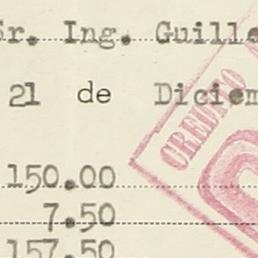 Sr. Ing. Guille
21 de Diciem
CREDITO
150.00
7.50
157.50